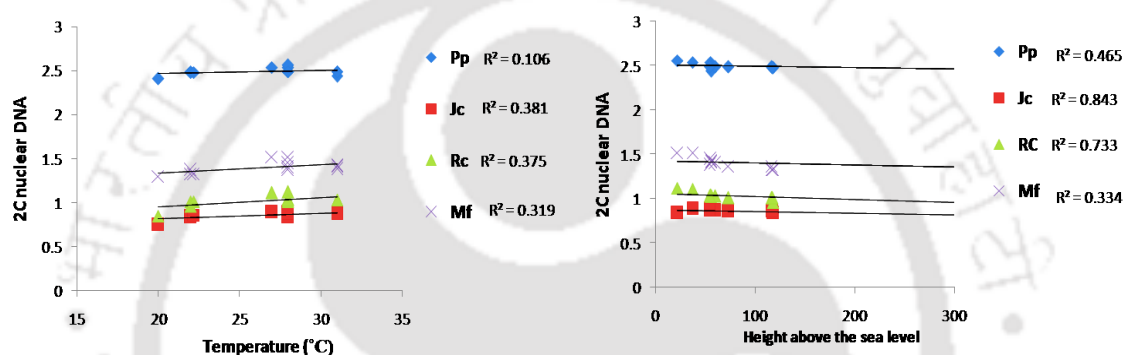 3
2.5
2
1.5
1
0.5
0
2C nuclear DNA
15 20 25 30 35
Temperature (°C)
Pp R² = 0.106
Jc R² = 0.381
Rc R² = 0.375
Mf R² = 0.319
3
2.5
2
1.5
1
0.5
0
2C nuclear DNA
0 100 200 300
Height above the sea level
Pp R² = 0.465
Jc R² = 0.843
RC R² = 0.733
Mf R² = 0.334